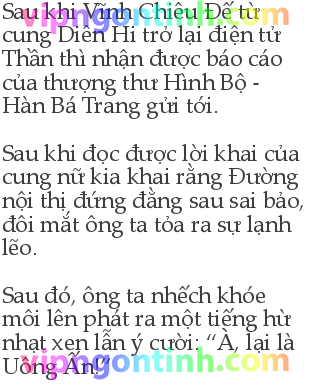 Sau khi Vĩnh Chiêu Đế từ
cung Diên Hi trở lại điện tử
Thần thì nhận được báo cáo
của thượng thư Hình Bộ -
Hàn Bá Trang gửi tới.
Sau khi đọc được lời khai của
cung nữ kia khai rằng Đường
nội thị đứng đằng sau sai bảo,
đôi mắt ông ta tỏa ra sự lạnh
lẽo.
Sau đó, ông ta nhếch khóe
môi lên phát ra một tiếng hừ
nhạt xen lẫn ý cười: “À, lại là
Uông Ấn!”
vipngontinh.com
vipngontinh.com